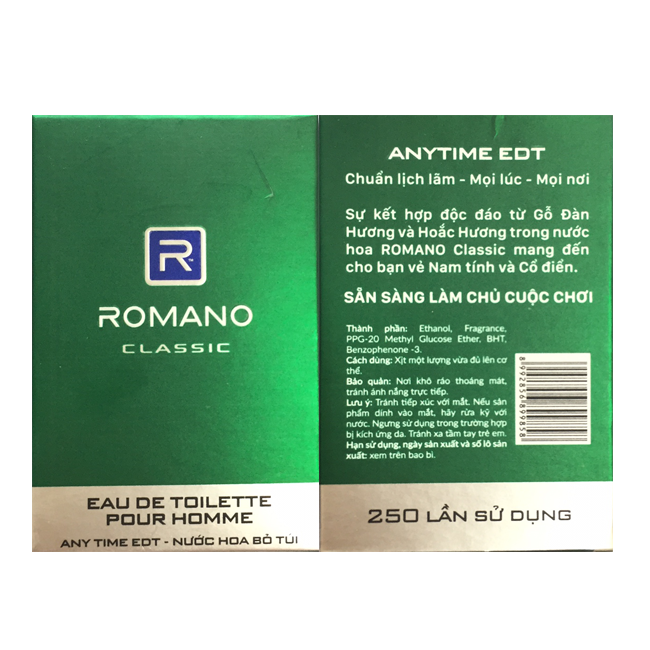 R
ROMANO
CLASSIC
EAU DE TOILETTE
POUR HOMME
ANY TIME EDT - NƯỚC HOA BỎ TÚI
ANYTIME EDT
Chuẩn lịch lãm - Mọi lúc - Mọi nơi
Sự kết hợp độc đáo từ Gỗ Đàn
Hương và Hoắc Hương trong nước
hoa ROMANO Classic mang đến
cho bạn vẻ Nam tính và Cổ điển.
SẴN SÀNG LÀM CHỦ CUỘC CHƠI
Thành phần: Ethanol, Fragrance,
PPG-20 Methyl Glucose Ether, BHT,
Benzophenone -3.
Cách dùng: Xịt một lượng vừa đủ lên cơ
thể.
Bảo quản: Nơi khô ráo thoáng mát,
tránh ánh nắng trực tiếp.
Lưu ý: Tránh tiếp xúc với mắt. Nếu sản
phẩm dính vào mắt, hãy rửa kỹ với
nước. Ngưng sử dụng trong trường hợp
bị kích ứng da. Tránh xa tầm tay trẻ em.
Hạn sử dụng, ngày sản xuất và số lô sản
xuất: xem trên bao bì.
8992856899858
250 LẦN SỬ DỤNG